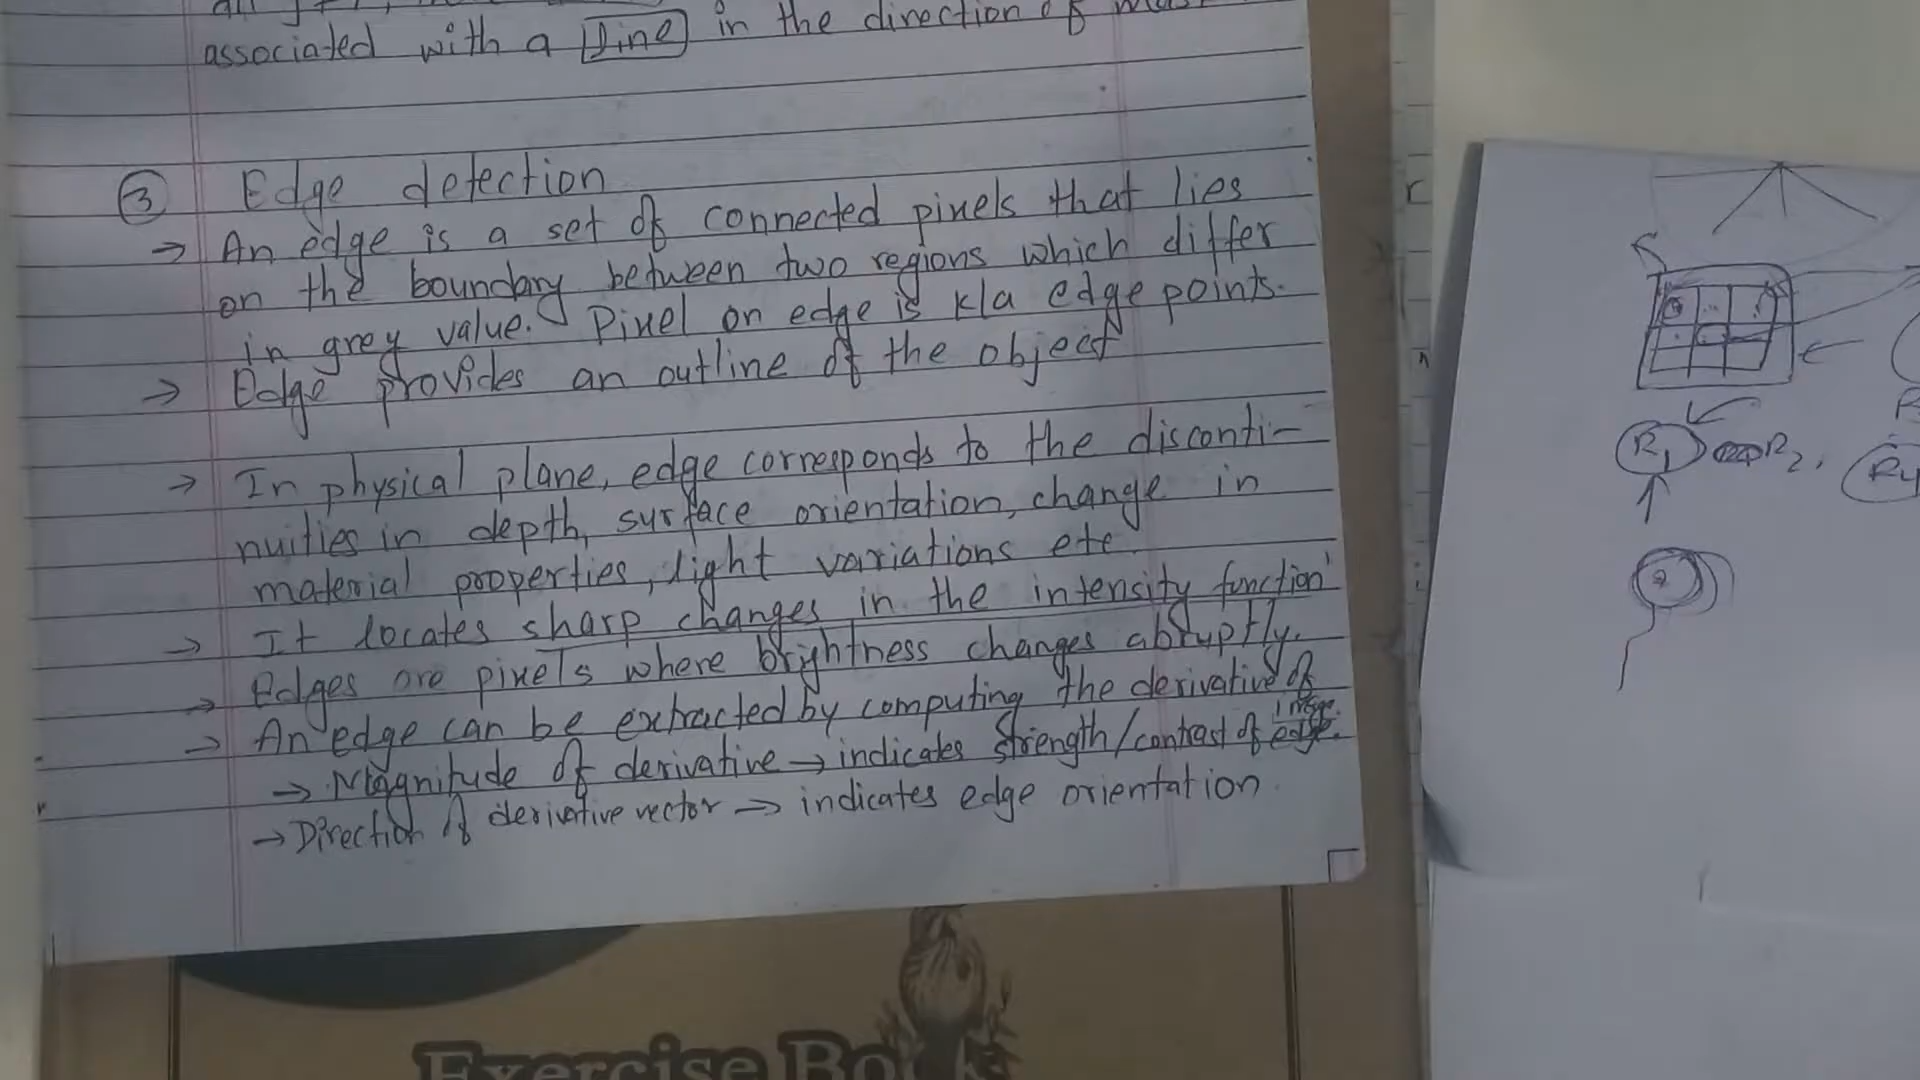 associated with a line in the direction of
③ Edge detection
→ An edge is a set of connected pixels that lies
on the boundary between two regions which differ
in grey value. Pixel on edge is kla edge points.
→ Edge provides an outline of the object
→ In physical plane, edge corresponds to the disconti-
nuities in depth, surface orientation, change in
material properties, light variations etc.
→ It locates sharp changes in the intensity function
→ Edges are pixels where brightness changes abruptly.
→ An edge can be extracted by computing the derivative of
image.
→ Magnitude of derivative → indicates strength/contrast of edge.
→ Direction of derivative vector → indicates edge orientation.
R1 R2,
R4
Exercise Book